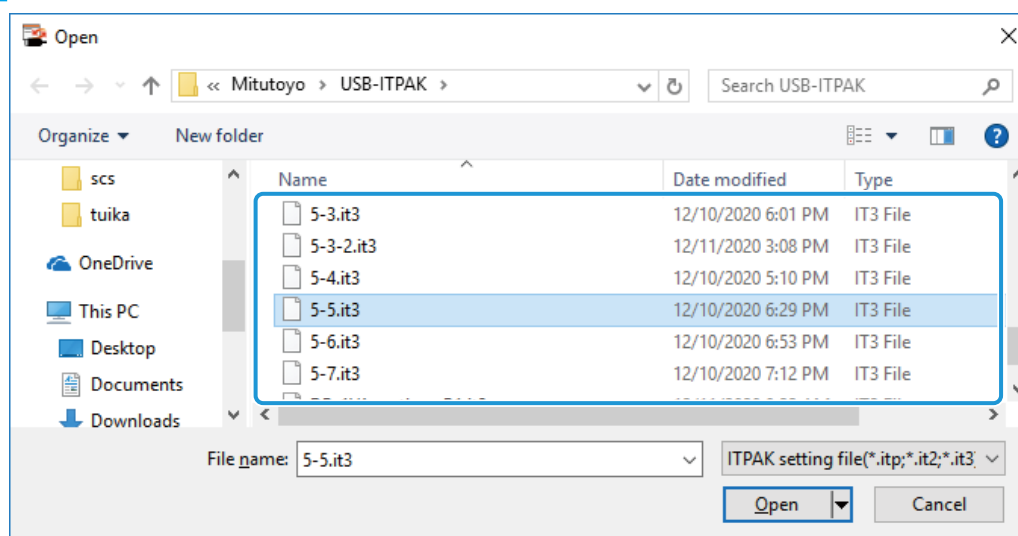 Open
« Mitutoyo › USB-ITPAK ›
Search USB-ITPAK
Organize
New folder
scs
tuika
OneDrive
This PC
Desktop
Documents
Downloads
Name Date modified Type
5-3.it3 12/10/2020 6:01 PM IT3 File
5-3-2.it3 12/11/2020 3:08 PM IT3 File
5-4.it3 12/10/2020 5:10 PM IT3 File
5-5.it3 12/10/2020 6:29 PM IT3 File
5-6.it3 12/10/2020 6:53 PM IT3 File
5-7.it3 12/10/2020 7:12 PM IT3 File
File name: 5-5.it3
ITPAK setting file(*.itp;*.it2;*.it3
Open
Cancel